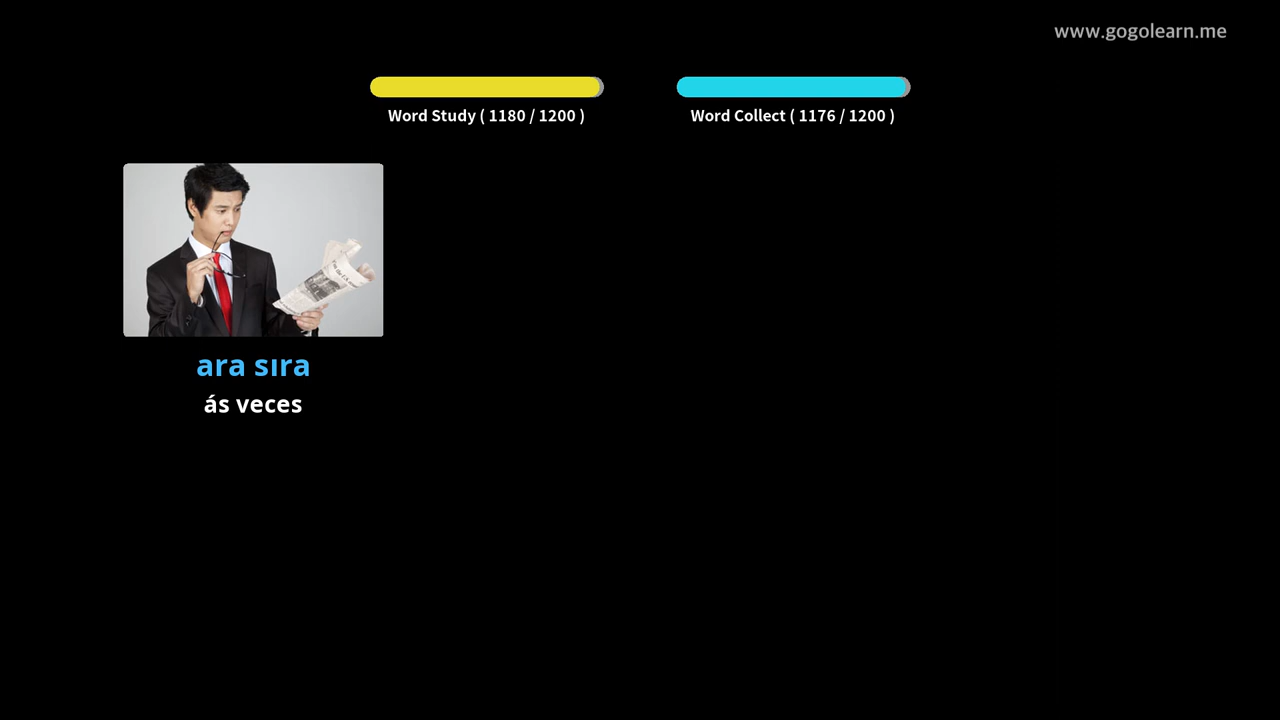 www.gogolearn.me
Word Study ( 1180 / 1200 )
Word Collect ( 1176 / 1200 )
ara sıra
ás veces